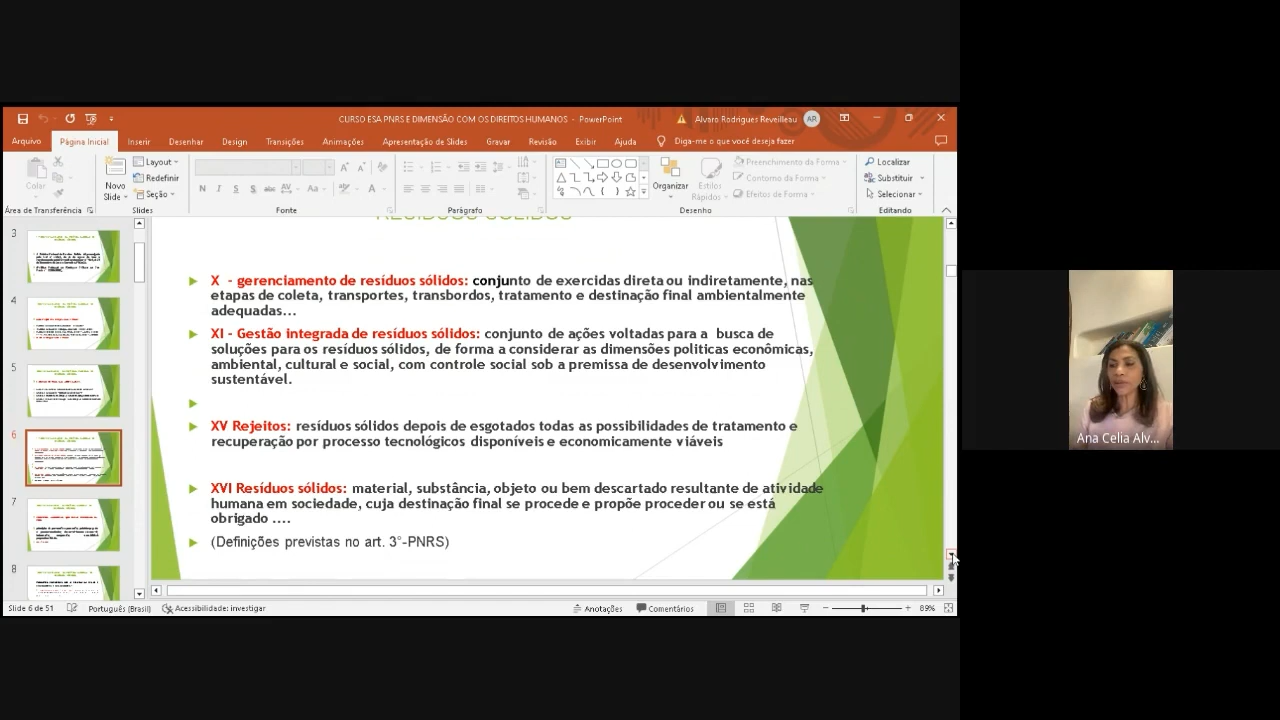 CURSO ESA PNRS E DIMENSÃO COM OS DIREITOS HUMANOS - PowerPoint
Alvaro Rodrigues Reveilleau
AR
Arquivo
Página Inicial
Inserir
Desenhar
Design
Transições
Animações
Apresentação de Slides
Gravar
Revisão
Exibir
Ajuda
Diga-me o que você deseja fazer
Colar
Novo
Slide
Layout
Redefinir
Seção
N I S
Aa
A
Organizar
Estilos
Rápidos
Preenchimento da Forma
Contorno da Forma
Efeitos de Forma
Localizar
Substituir
Selecionar
Área de Transferência
Slides
Fonte
Parágrafo
Desenho
Editando
3
4
5
6
7
8
RESÍDUOS SÓLIDOS
X - gerenciamento de resíduos sólidos: conjunto de exercidas direta ou indiretamente, nas
etapas de coleta, transportes, transbordos, tratamento e destinação final ambientalmente
adequadas...
XI - Gestão integrada de resíduos sólidos: conjunto de ações voltadas para a busca de
soluções para os resíduos sólidos, de forma a considerar as dimensões politicas econômicas,
ambiental, cultural e social, com controle social sob a premissa de desenvolvimento
sustentável.
XV Rejeitos: resíduos sólidos depois de esgotados todas as possibilidades de tratamento e
recuperação por processo tecnológicos disponíveis e economicamente viáveis
XVI Resíduos sólidos: material, substância, objeto ou bem descartado resultante de atividade
humana em sociedade, cuja destinação final se procede e propõe proceder ou se está
obrigado ....
(Definições previstas no art. 3°-PNRS)
Ana Celia Alv...
Slide 6 de 51
Português (Brasil)
Acessibilidade: investigar
Anotações
Comentários
89%